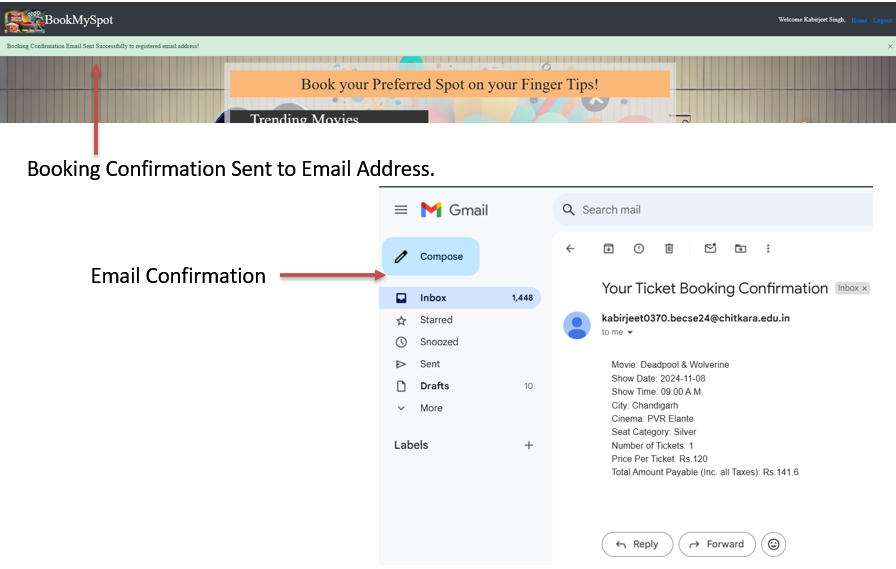 BookMySpot
Welcome Kabirjeet Singh, Home Logout
Booking Confirmation Email Sent Successfully to registered email address! ×
Book your Preferred Spot on your Finger Tips!
Trending Movies
Booking Confirmation Sent to Email Address.
Gmail
Search mail
Compose
Email Confirmation
Your Ticket Booking Confirmation Inbox ×
Inbox 1,448
kabirjeet0370.becse24@chitkara.edu.in
Starred
to me
Snoozed
Sent
Drafts 10
More
Labels +
Movie: Deadpool & Wolverine
Show Date: 2024-11-08
Show Time: 09:00 A.M.
City: Chandigarh
Cinema: PVR Elante
Seat Category: Silver
Number of Tickets: 1
Price Per Ticket: Rs.120
Total Amount Payable (Inc. all Taxes): Rs.141.6
Reply
Forward